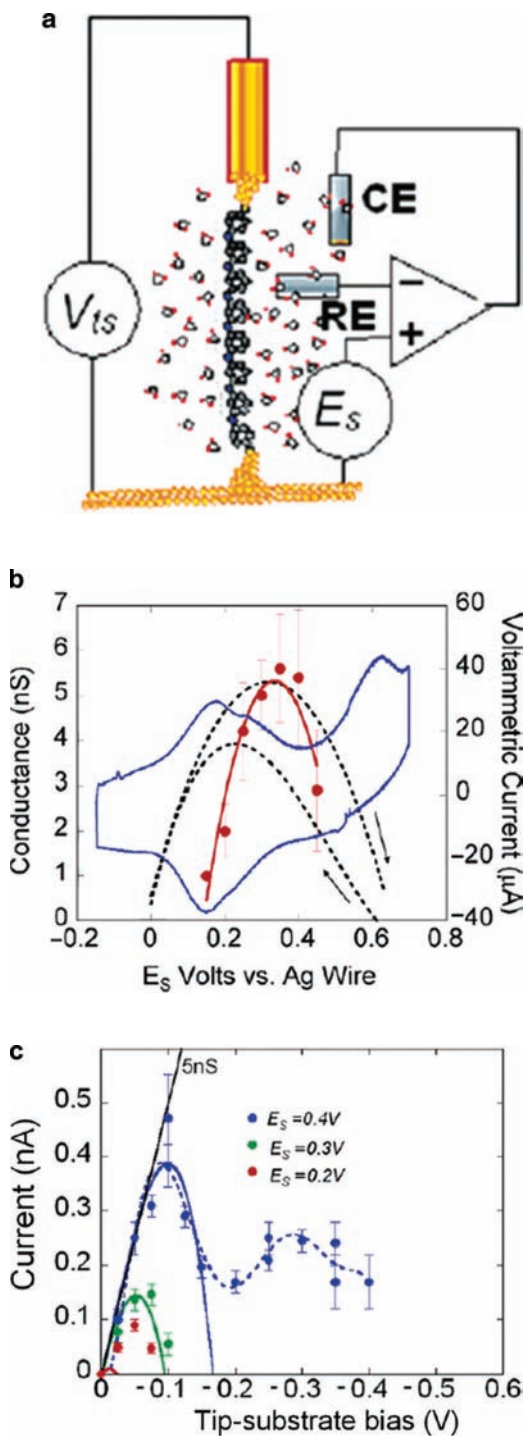 a
CE
RE
−
+
Vts
Es
b
Conductance (nS)
7
6
5
4
3
2
1
0
−0.2
0
0.2
0.4
0.6
0.8
ES Volts vs. Ag Wire
60
40
20
0
−20
−40
Voltammetric Current (μA)
c
Current (nA)
0.5
0.4
0.3
0.2
0.1
0
5nS
ES =0.4V
ES =0.3V
ES =0.2V
0
-0.1
-0.2
-0.3
-0.4
-0.5
0.6
Tip-substrate bias (V)